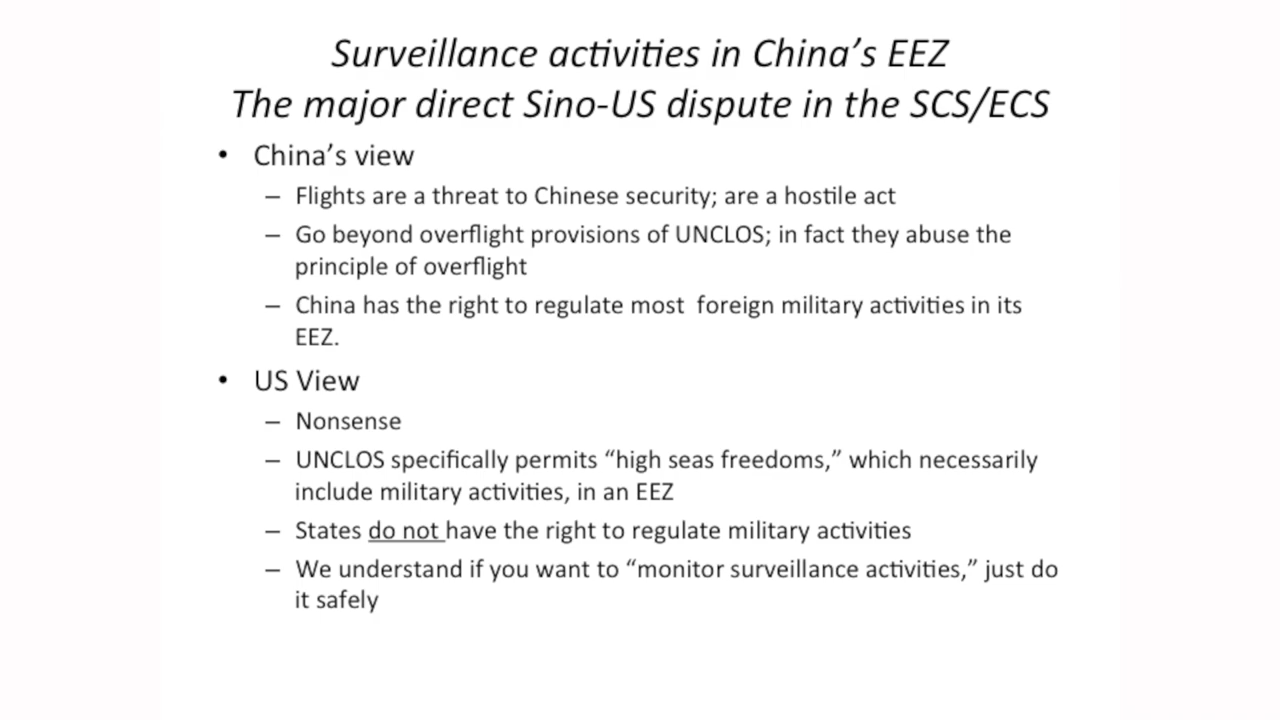 Surveillance activities in China’s EEZ
The major direct Sino-US dispute in the SCS/ECS
• China’s view
– Flights are a threat to Chinese security; are a hostile act
– Go beyond overflight provisions of UNCLOS; in fact they abuse the
principle of overflight
– China has the right to regulate most  foreign military activities in its
EEZ.
• US View
– Nonsense
– UNCLOS specifically permits “high seas freedoms,” which necessarily
include military activities, in an EEZ
– States do not have the right to regulate military activities
– We understand if you want to “monitor surveillance activities,” just do
it safely